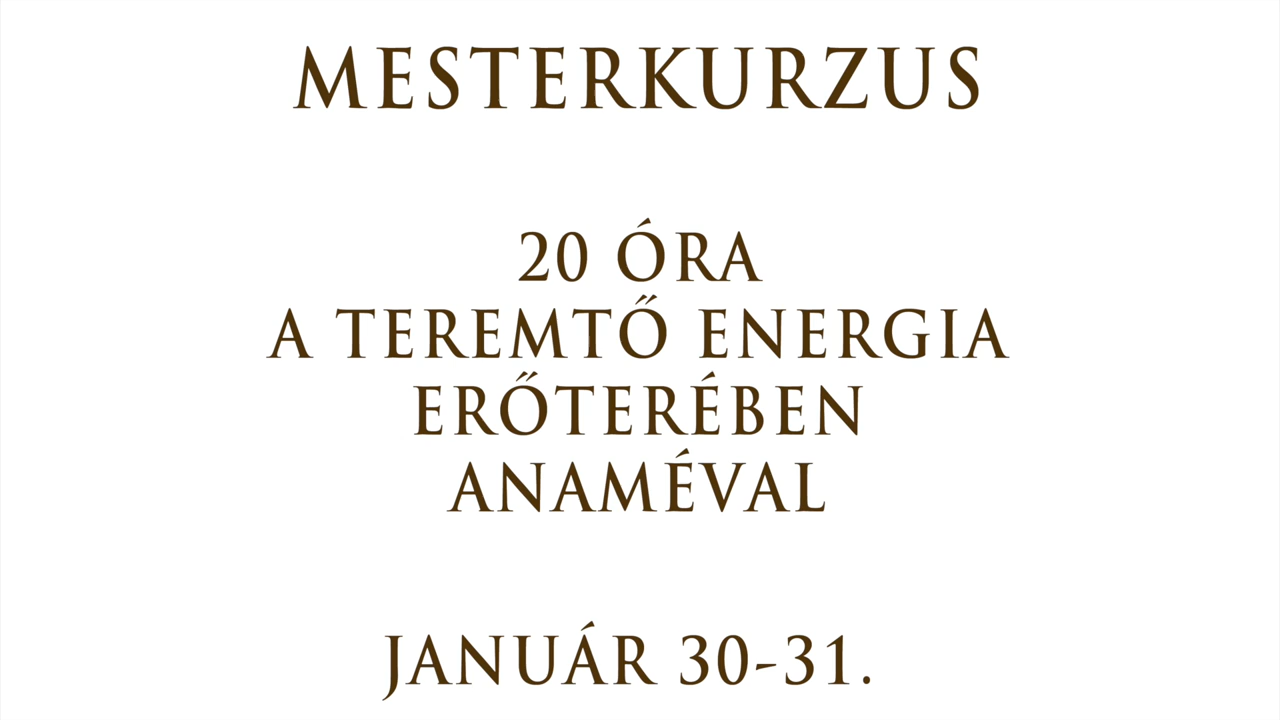 MESTERKURZUS
20 ÓRA
A TEREMTŐ ENERGIA
ERŐTERÉBEN
ANAMÉVAL
JANUÁR 30-31.